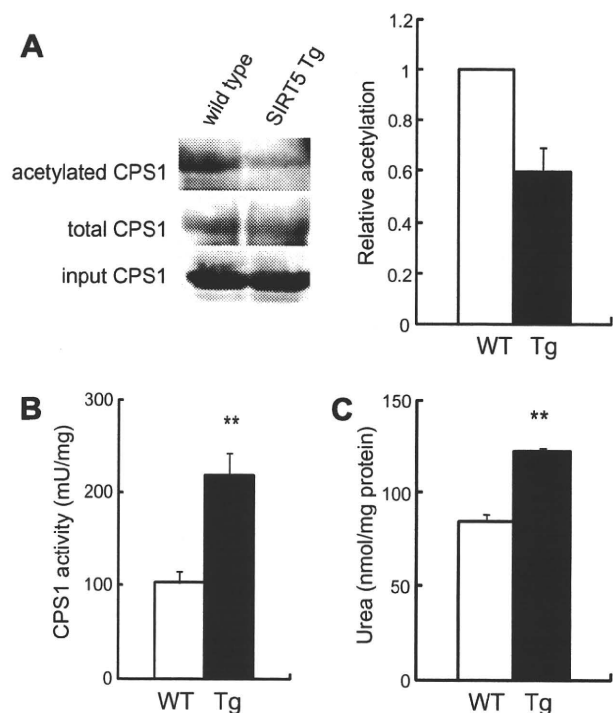 A
wild type
SIRT5 Tg
acetylated CPS1
total CPS1
input CPS1
Relative acetylation
1.2
1
0.8
0.6
0.4
0.2
0
WT Tg
B
CPS1 activity (mU/mg)
300
200
100
0
**
WT Tg
C
Urea (nmol/mg protein)
150
100
50
0
**
WT Tg